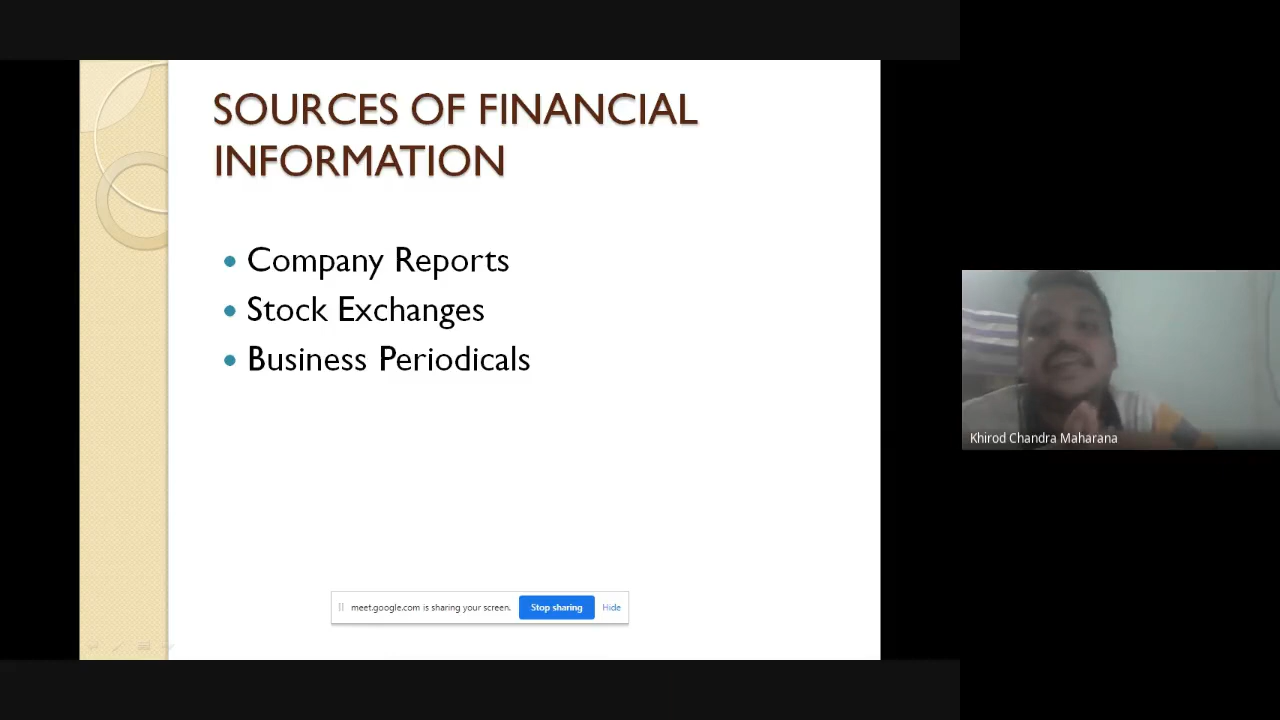 SOURCES OF FINANCIAL
INFORMATION
Company Reports
Stock Exchanges
Business Periodicals
meet.google.com is sharing your screen. Stop sharing Hide
Khirod Chandra Maharana